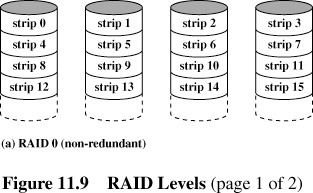 strip 0 strip 1 strip 2 strip 3
strip 4 strip 5 strip 6 strip 7
strip 8 strip 9 strip 10 strip 11
strip 12 strip 13 strip 14 strip 15
(a) RAID 0 (non-redundant)
Figure 11.9 RAID Levels (page 1 of 2)